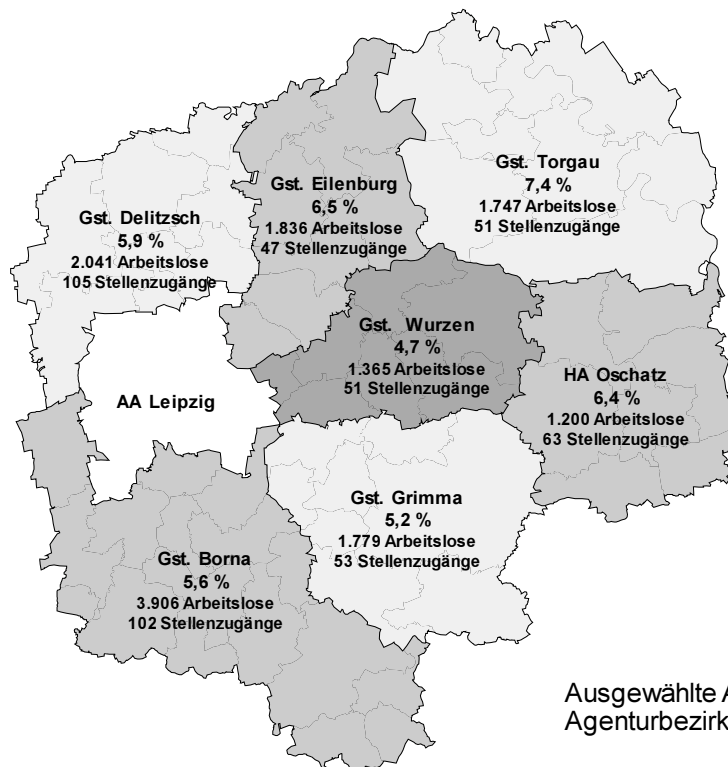 Gst. Torgau
7,4 %
1.747 Arbeitslose
51 Stellenzugänge
Gst. Eilenburg
6,5 %
1.836 Arbeitslose
47 Stellenzugänge
Gst. Delitzsch
5,9 %
2.041 Arbeitslose
105 Stellenzugänge
Gst. Wurzen
4,7 %
1.365 Arbeitslose
51 Stellenzugänge
HA Oschatz
6,4 %
1.200 Arbeitslose
63 Stellenzugänge
AA Leipzig
Gst. Grimma
5,2 %
1.779 Arbeitslose
53 Stellenzugänge
Gst. Borna
5,6 %
3.906 Arbeitslose
102 Stellenzugänge
Ausgewählte
Agenturbezirk